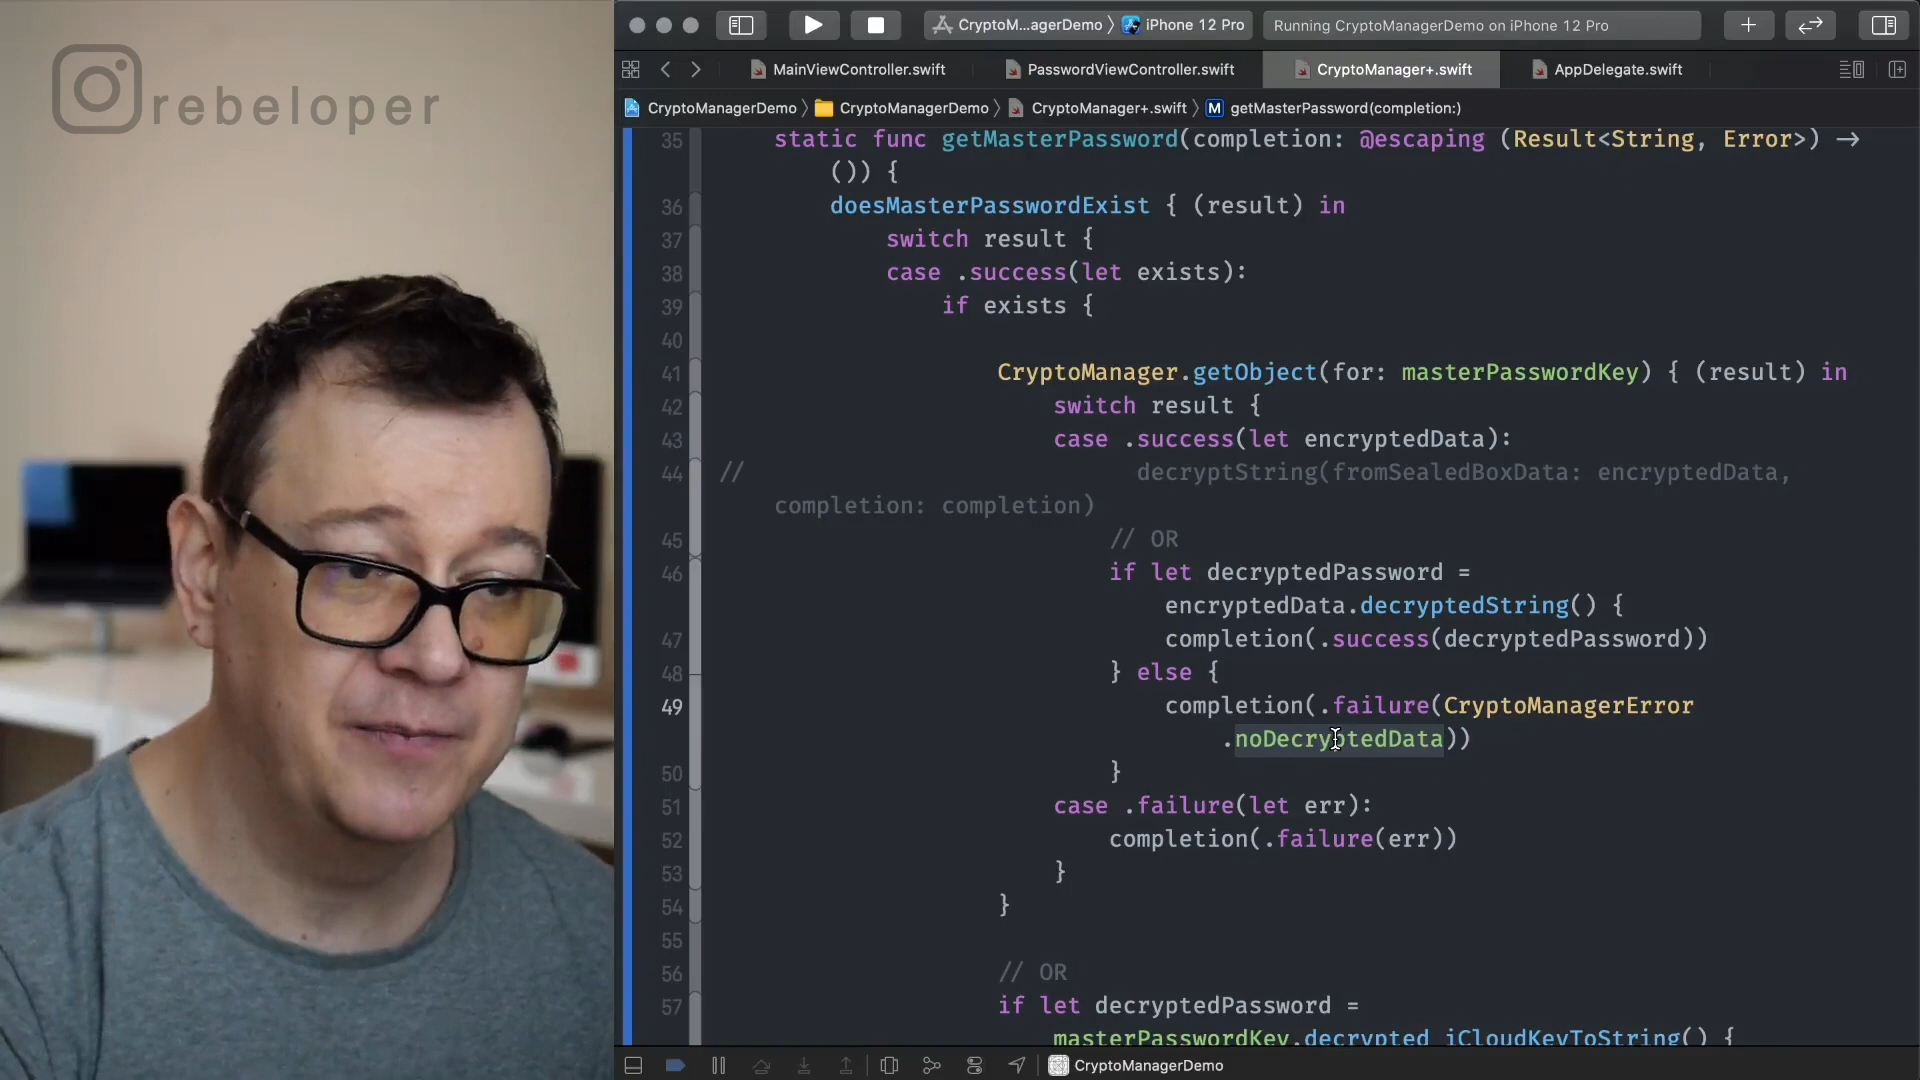 rebeloper
CryptoM...agerDemo 〉 iPhone 12 Pro
Running CryptoManagerDemo on iPhone 12 Pro
MainViewController.swift
PasswordViewController.swift
CryptoManager+.swift
AppDelegate.swift
CryptoManagerDemo 〉 CryptoManagerDemo 〉 CryptoManager+.swift 〉 M getMasterPassword(completion:)
35 static func getMasterPassword(completion: @escaping (Result<String, Error>) ->
()) {
36 doesMasterPasswordExist { (result) in
37 switch result {
38 case .success(let exists):
39 if exists {
40
41 CryptoManager.getObject(for: masterPasswordKey) { (result) in
42 switch result {
43 case .success(let encryptedData):
44 // decryptString(fromSealedBoxData: encryptedData,
completion: completion)
45 // OR
46 if let decryptedPassword =
encryptedData.decryptedString() {
47 completion(.success(decryptedPassword))
48 } else {
49 completion(.failure(CryptoManagerError
.noDecryptedData))
50 }
51 case .failure(let err):
52 completion(.failure(err))
53 }
54 }
55
56 // OR
57 if let decryptedPassword =
masterPasswordKey.decrypted_iCloudKeyToString() {
CryptoManagerDemo